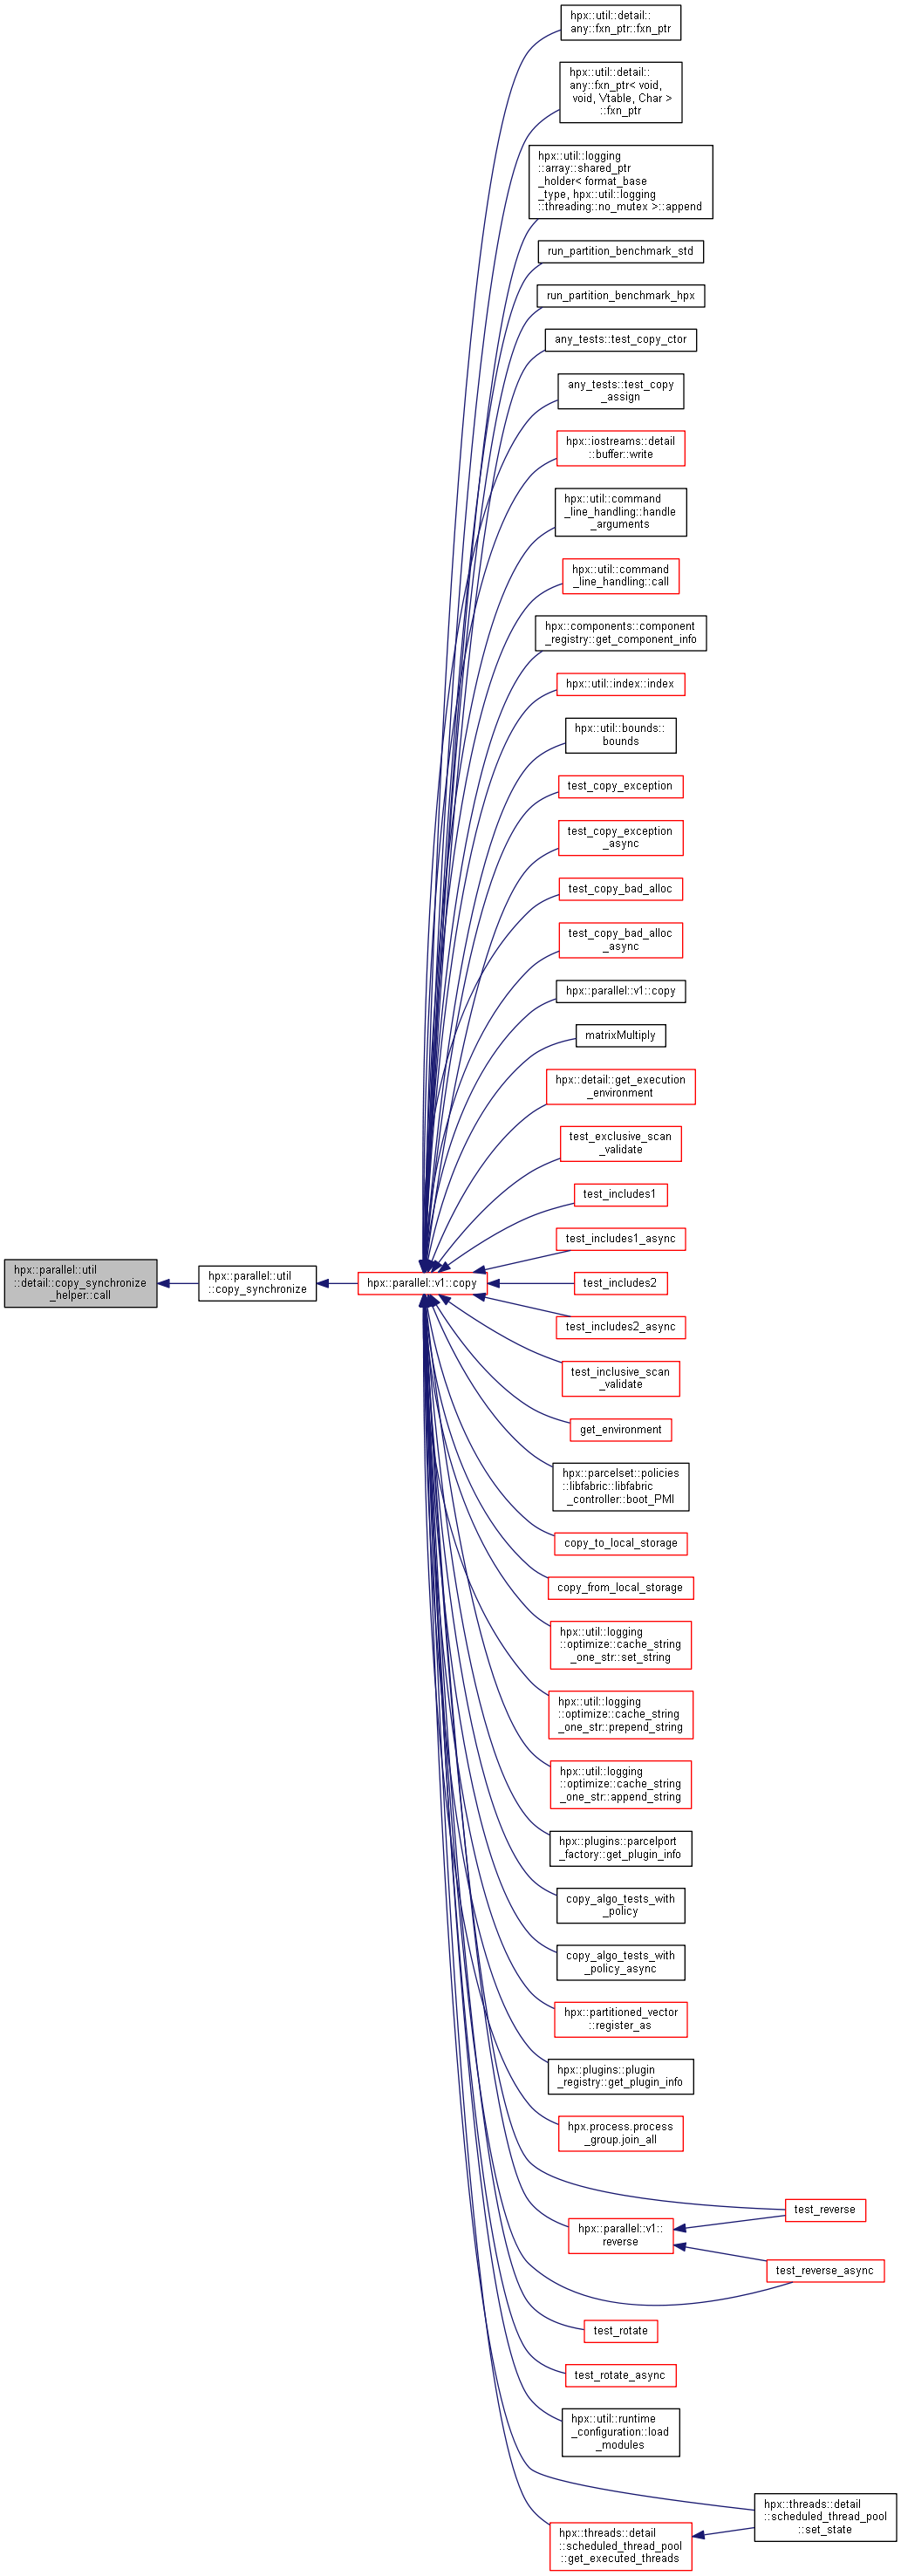 hpx::util::detail::
any::fxn_ptr::fxn_ptr
hpx::util::detail::
any::fxn_ptr< void,
void, Vtable, Char >
::fxn_ptr
hpx::util::logging
::array::shared_ptr
_holder< format_base
_type, hpx::util::logging
::threading::no_mutex >::append
run_partition_benchmark_std
run_partition_benchmark_hpx
any_tests::test_copy_ctor
any_tests::test_copy
_assign
hpx::iostreams::detail
::buffer::write
hpx::util::command
_line_handling::handle
_arguments
hpx::util::command
_line_handling::call
hpx::components::component
_registry::get_component_info
hpx::util::index::index
hpx::util::bounds::
bounds
test_copy_exception
test_copy_exception
_async
test_copy_bad_alloc
test_copy_bad_alloc
_async
hpx::parallel::v1::copy
matrixMultiply
hpx::detail::get_execution
_environment
test_exclusive_scan
_validate
test_includes1
test_includes1_async
hpx::parallel::util
::detail::copy_synchronize
_helper::call
hpx::parallel::util
::copy_synchronize
hpx::parallel::v1::copy
test_includes2
test_includes2_async
test_inclusive_scan
_validate
get_environment
hpx::parcelset::policies
::libfabric::libfabric
_controller::boot_PMI
copy_to_local_storage
copy_from_local_storage
hpx::util::logging
::optimize::cache_string
_one_str::set_string
hpx::util::logging
::optimize::cache_string
_one_str::prepend_string
hpx::util::logging
::optimize::cache_string
_one_str::append_string
hpx::plugins::parcelport
_factory::get_plugin_info
copy_algo_tests_with
_policy
copy_algo_tests_with
_policy_async
hpx::partitioned_vector
::register_as
hpx::plugins::plugin
_registry::get_plugin_info
hpx.process.process
_group.join_all
test_reverse
hpx::parallel::v1::
reverse
test_reverse_async
test_rotate
test_rotate_async
hpx::util::runtime
_configuration::load
_modules
hpx::threads::detail
::scheduled_thread_pool
::set_state
hpx::threads::detail
::scheduled_thread_pool
::get_executed_threads